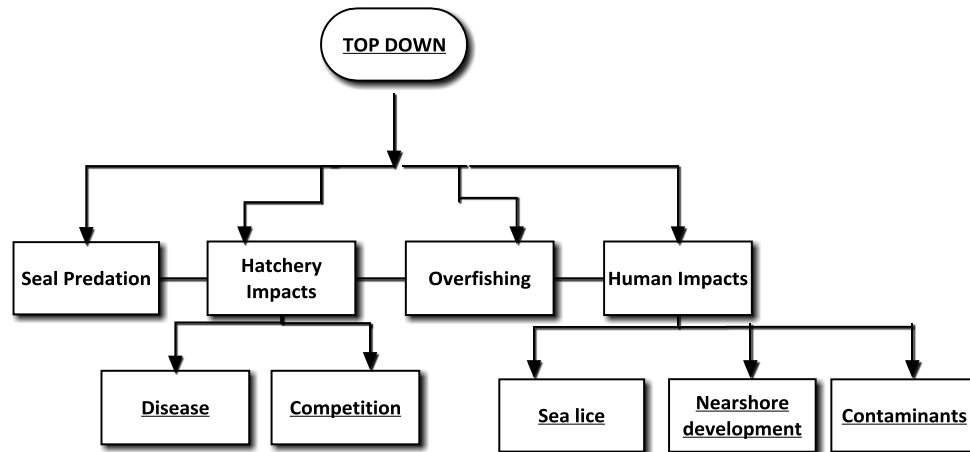 TOP DOWN
Seal Predation
Hatchery
Impacts
Overfishing
Human Impacts
Disease
Competition
Sea lice
Nearshore
development
Contaminants